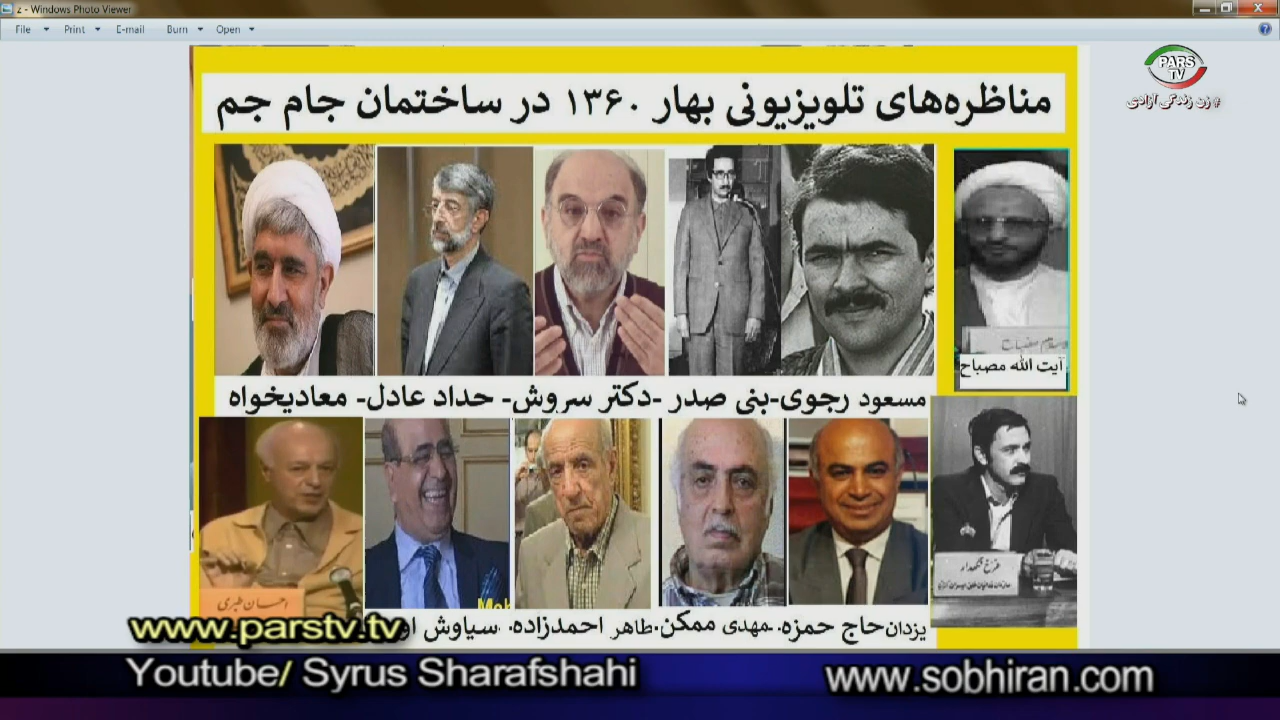 2 - Windows Photo Viewer
File Print E-mail Burn Open
PARS TV
# زن زندگی آزادی
مناظره‌های تلویزیونی بهار ۱۳۶۰ در ساختمان جام جم
آیت الله مصباح
مسعود رجوی-بنی صدر -دکتر سروش- حداد عادل- معادیخواه
احسان طبری
یزدان حاج حمزه. مهدی ممکن. طاهر احمدزاده. سیاوش
www.parstv.tv
Youtube/ Syrus Sharafshahi
www.sobhiran.com